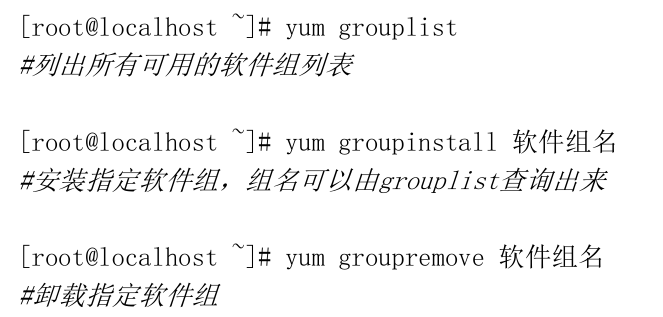 [root@localhost ~]# yum grouplist
#列出所有可用的软件组列表
[root@localhost ~]# yum groupinstall 软件组名
#安装指定软件组，组名可以由grouplist查询出来
[root@localhost ~]# yum groupremove 软件组名
#卸载指定软件组